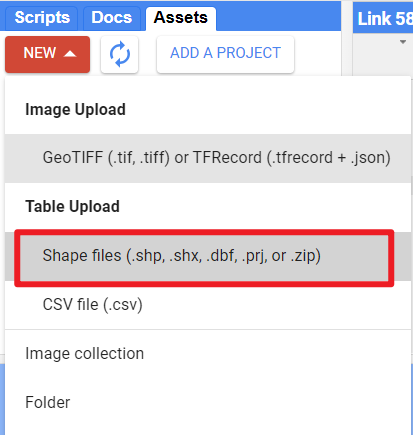 Scripts Docs Assets Link 58
NEW ADD A PROJECT
Image Upload
GeoTIFF (.tif, .tiff) or TFRecord (.tfrecord + .json)
Table Upload
Shape files (.shp, .shx, .dbf, .prj, or .zip)
CSV file (.csv)
Image collection
Folder